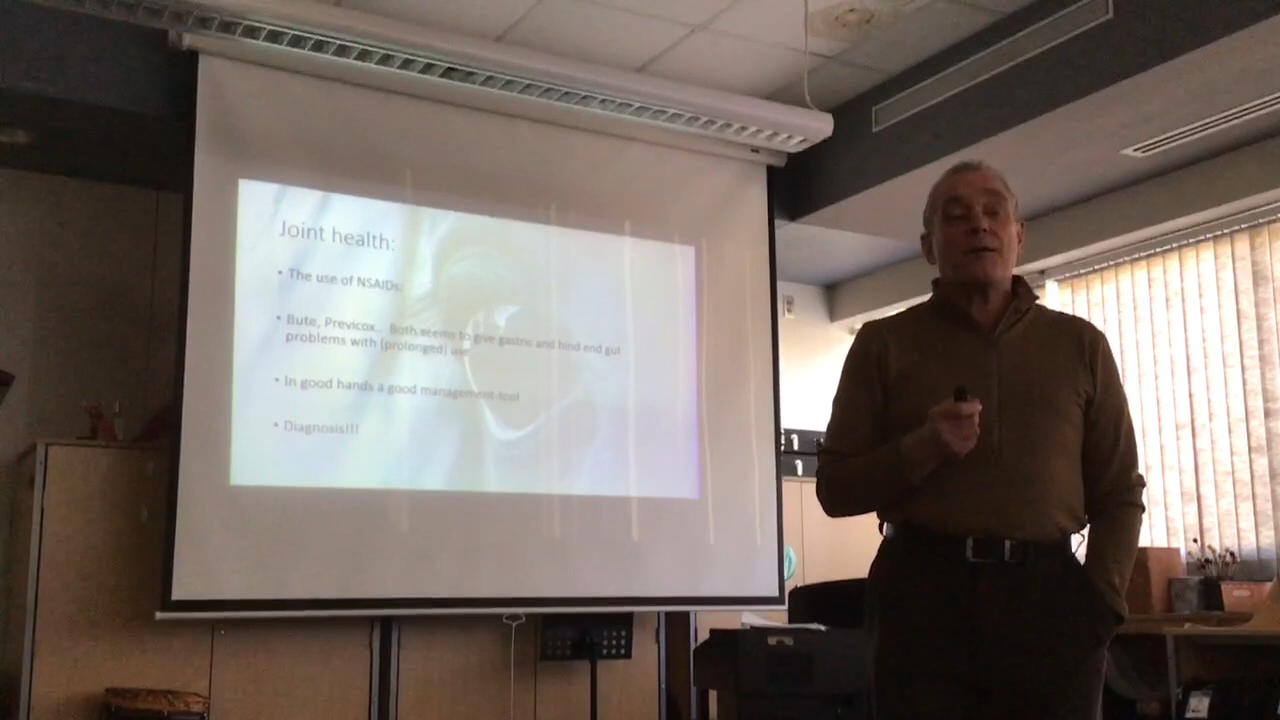 Joint health:
• The use of NSAIDs:
• Bute, Previcox.. Both seems to give gastric and hind end gut
problems with (prolonged) use
• In good hands a good management tool
• Diagnosis!!!